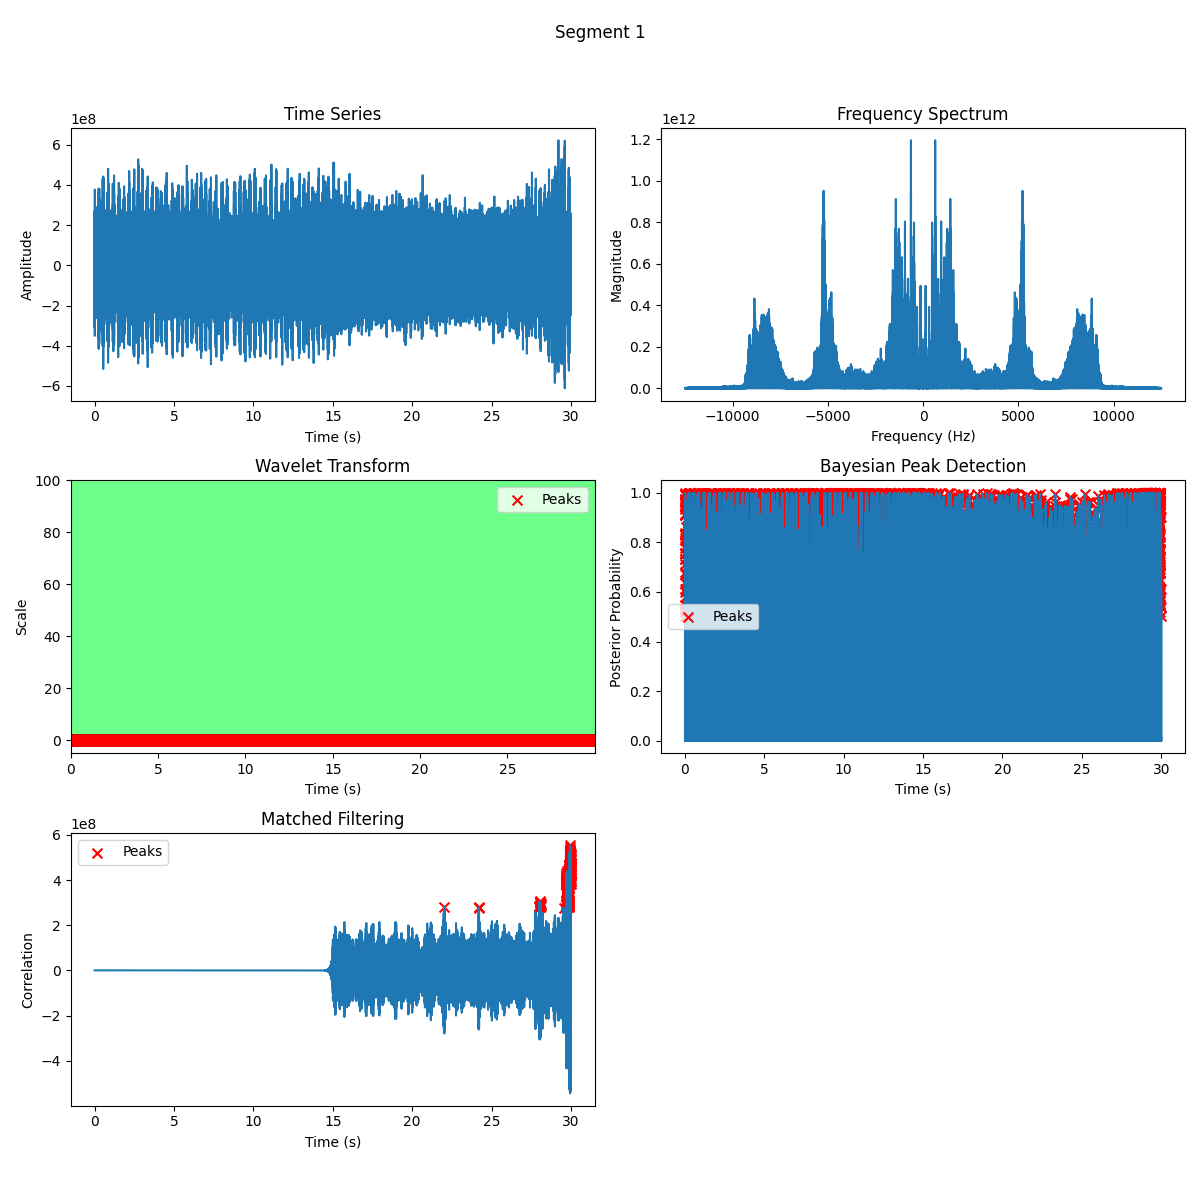 Segment 1
Time Series
1e8
6
4
2
0
−2
−4
−6
Amplitude
0 5 10 15 20 25 30
Time (s)
Frequency Spectrum
1e12
1.2
1.0
0.8
0.6
0.4
0.2
0.0
Magnitude
−10000 −5000 0 5000 10000
Frequency (Hz)
Wavelet Transform
Peaks
100
80
60
40
20
0
Scale
0 5 10 15 20 25
Time (s)
Bayesian Peak Detection
1.0
0.8
0.6
0.4
0.2
0.0
Peaks
Posterior Probability
0 5 10 15 20 25 30
Time (s)
Matched Filtering
1e8
Peaks
6
4
2
0
−2
−4
Correlation
0 5 10 15 20 25 30
Time (s)